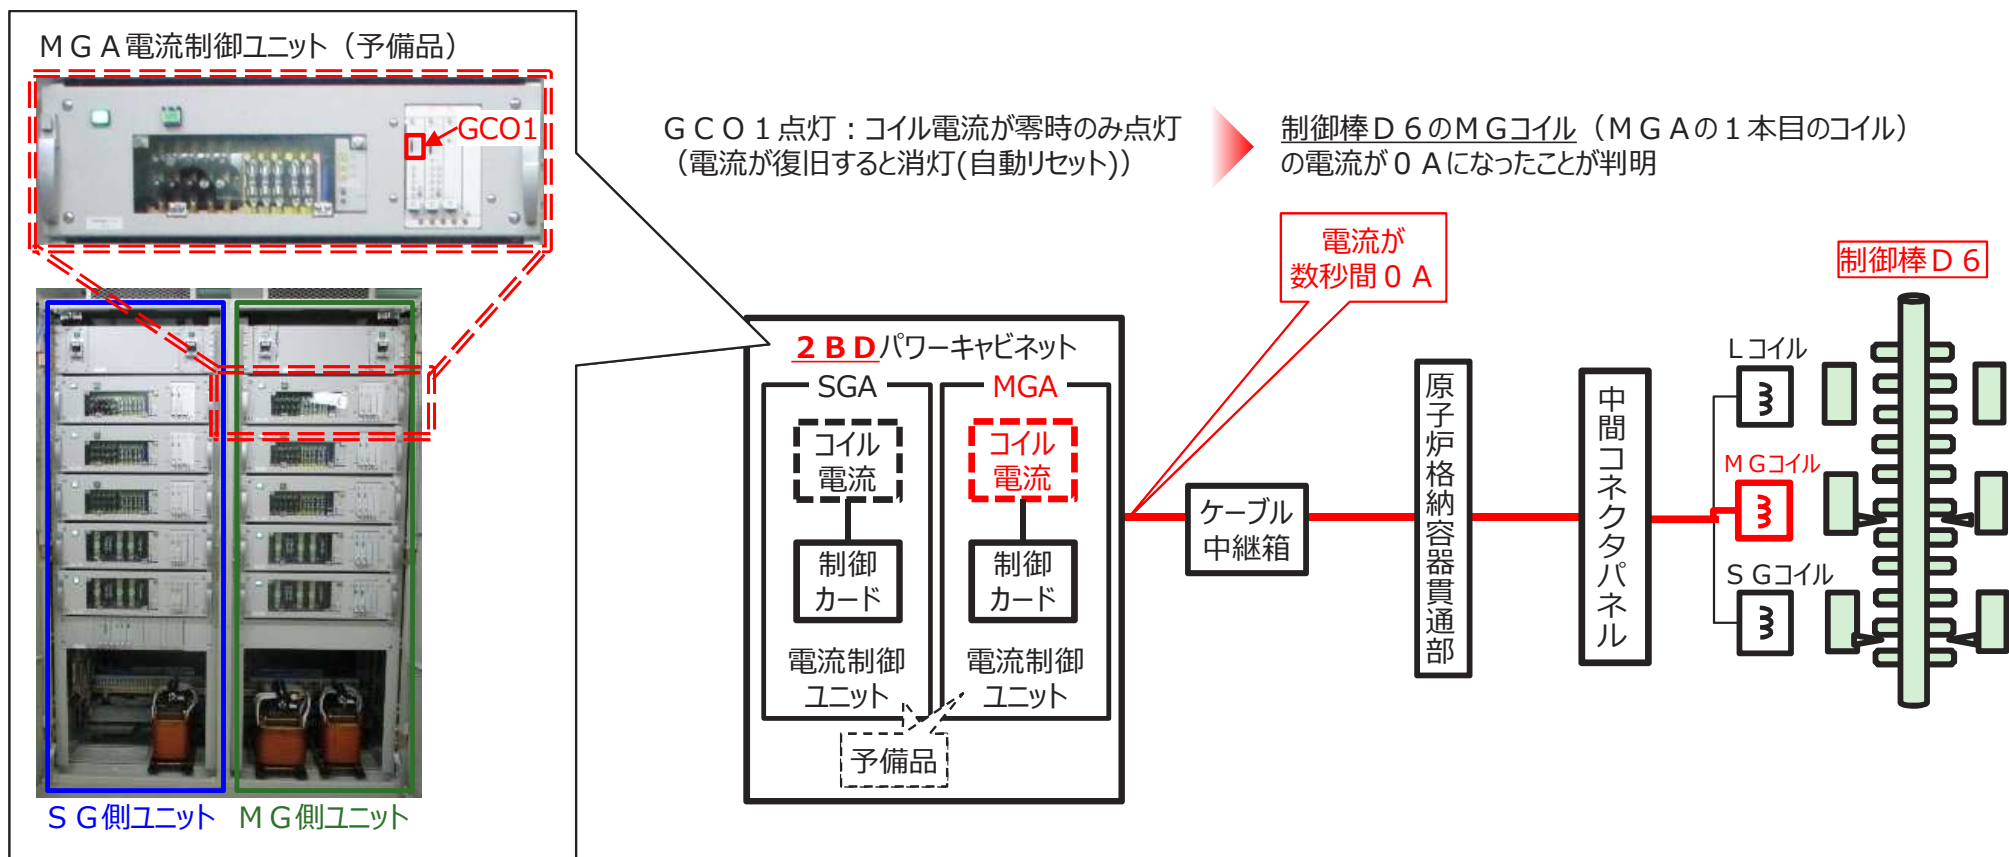 ＭＧＡ電流制御ユニット（予備品）
GCO1
ＳＧ側ユニット
ＭＧ側ユニット
ＧＣＯ１点灯：コイル電流が零時のみ点灯
（電流が復旧すると消灯(自動リセット)）
制御棒Ｄ６のＭＧコイル（ＭＧＡの１本目のコイル）
の電流が０Ａになったことが判明
電流が
数秒間０Ａ
制御棒Ｄ６
２ＢＤパワーキャビネット
SGA
MGA
コイル
電流
コイル
電流
制御
カード
制御
カード
電流制御
ユニット
電流制御
ユニット
予備品
ケーブル
中継箱
原子炉格納容器貫通部
中間コネクタパネル
Ｌコイル
ＭＧコイル
ＳＧコイル